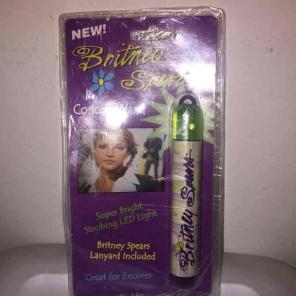 NEW!
Britney
Spears
Concert Wand
Super Bright
Strobing LED Light
Britney Spears
Lanyard Included
Great for Encores
Britney Spears